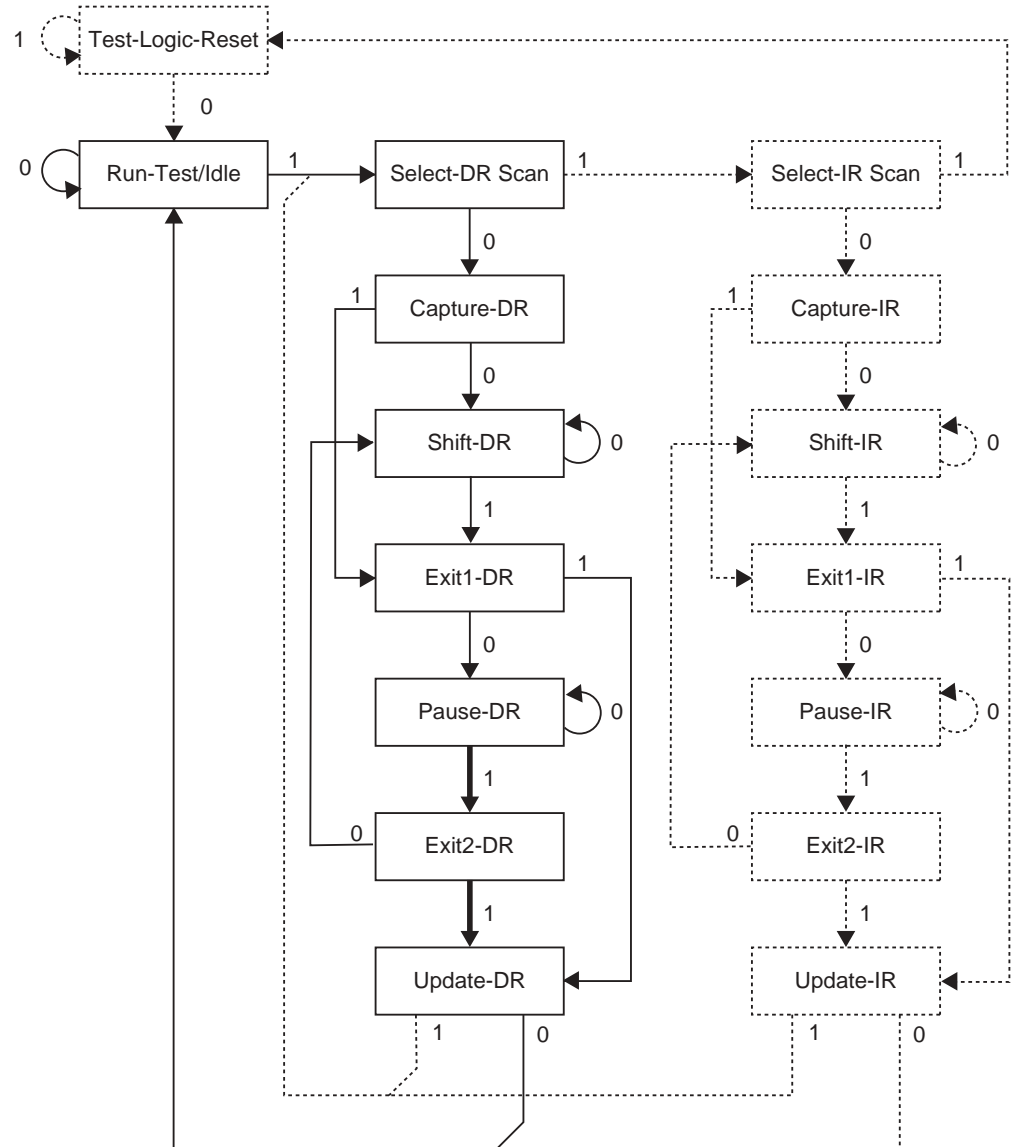 1 Test-Logic-Reset
0
0 Run-Test/Idle 1 Select-DR Scan 1 Select-IR Scan 1
0 0
1 Capture-DR 1 Capture-IR
0 0
Shift-DR 0 Shift-IR 0
1 1
Exit1-DR 1 Exit1-IR 1
0 0
Pause-DR 0 Pause-IR 0
1 1
0 Exit2-DR 0 Exit2-IR
1 1
Update-DR Update-IR
1 0 1 0